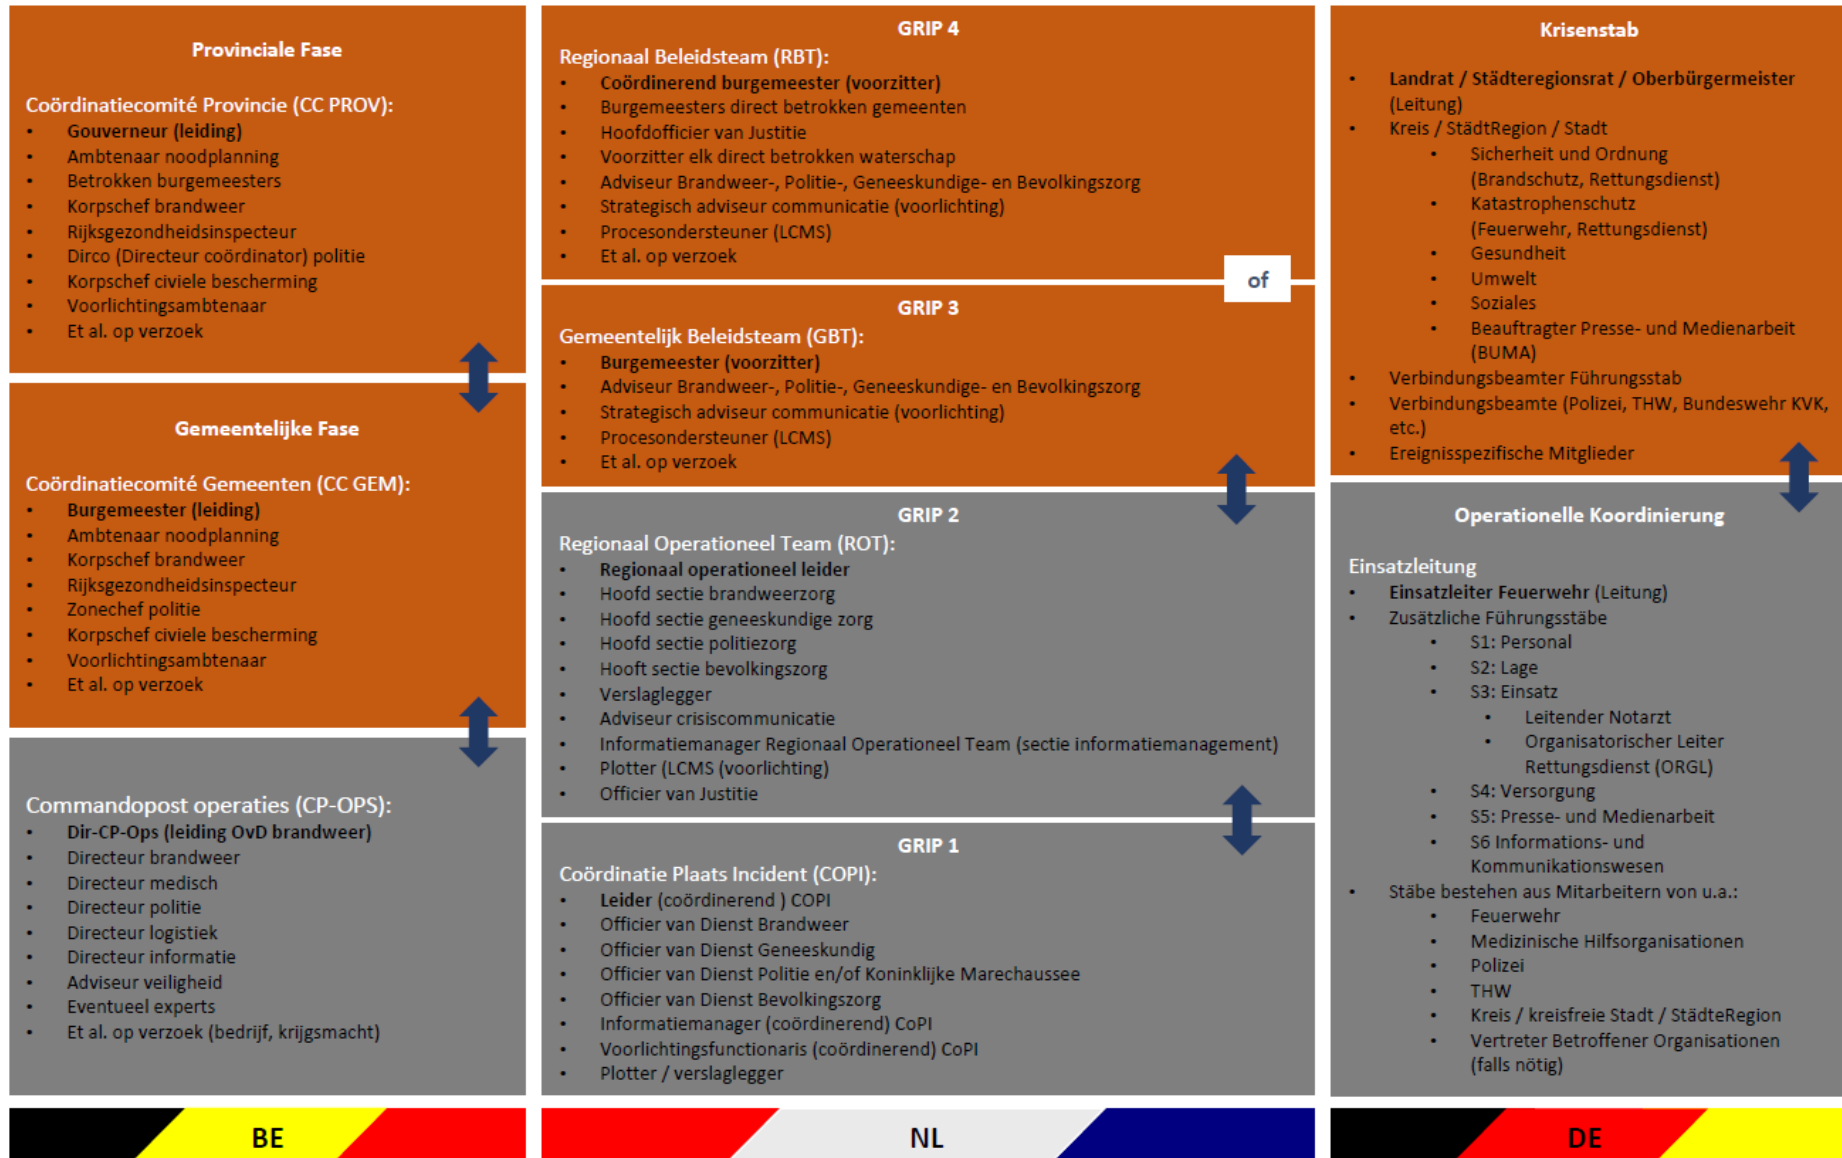 Provinciale Fase
Coördinatiecomité Provincie (CC PROV):
• Gouverneur (leiding)
• Ambtenaar noodplanning
• Betrokken burgemeesters
• Korpschef brandweer
• Rijksgezondheidsinspecteur
• Dirco (Directeur coördinator) politie
• Korpschef civiele bescherming
• Voorlichtingsambtenaar
• Et al. op verzoek
Gemeentelijke Fase
Coördinatiecomité Gemeenten (CC GEM):
• Burgemeester (leiding)
• Ambtenaar noodplanning
• Korpschef brandweer
• Rijksgezondheidsinspecteur
• Zonechef politie
• Korpschef civiele bescherming
• Voorlichtingsambtenaar
• Et al. op verzoek
Commandopost operaties (CP-OPS):
• Dir-CP-Ops (leiding OvD brandweer)
• Directeur brandweer
• Directeur medisch
• Directeur politie
• Directeur logistiek
• Directeur informatie
• Adviseur veiligheid
• Eventueel experts
• Et al. op verzoek (bedrijf, krijgsmacht)
BE
GRIP 4
Regionaal Beleidsteam (RBT):
• Coördinerend burgemeester (voorzitter)
• Burgemeesters direct betrokken gemeenten
• Hoofdofficier van Justitie
• Voorzitter elk direct betrokken waterschap
• Adviseur Brandweer-, Politie-, Geneeskundige- en Bevolkingszorg
• Strategisch adviseur communicatie (voorlichting)
• Procesondersteuner (LCMS)
• Et al. op verzoek
of
GRIP 3
Gemeentelijk Beleidsteam (GBT):
• Burgemeester (voorzitter)
• Adviseur Brandweer-, Politie-, Geneeskundige- en Bevolkingszorg
• Strategisch adviseur communicatie (voorlichting)
• Procesondersteuner (LCMS)
• Et al. op verzoek
GRIP 2
Regionaal Operationeel Team (ROT):
• Regionaal operationeel leider
• Hoofd sectie brandweerzorg
• Hoofd sectie geneeskundige zorg
• Hoofd sectie politiezorg
• Hooft sectie bevolkingszorg
• Verslaglegger
• Adviseur crisiscommunicatie
• Informatiemanager Regionaal Operationeel Team (sectie informatiemanagement)
• Plotter (LCMS (voorlichting)
• Officier van Justitie
GRIP 1
Coördinatie Plaats Incident (COPI):
• Leider (coördinerend ) COPI
• Officier van Dienst Brandweer
• Officier van Dienst Geneeskundig
• Officier van Dienst Politie en/of Koninklijke Marechaussee
• Officier van Dienst Bevolkingszorg
• Informatiemanager (coördinerend) CoPI
• Voorlichtingsfunctionaris (coördinerend) CoPI
• Plotter / verslaglegger
NL
Krisenstab
• Landrat / Städteregionsrat / Oberbürgermeister
(Leitung)
• Kreis / StädtRegion / Stadt
• Sicherheit und Ordnung
(Brandschutz, Rettungsdienst)
• Katastrophenschutz
(Feuerwehr, Rettungsdienst)
• Gesundheit
• Umwelt
• Soziales
• Beauftragter Presse- und Medienarbeit
(BUMA)
• Verbindungsbeamter Führungsstab
• Verbindungsbeamte (Polizei, THW, Bundeswehr KVK,
etc.)
• Ereignisspezifische Mitglieder
Operationelle Koordinierung
Einsatzleitung
• Einsatzleiter Feuerwehr (Leitung)
• Zusätzliche Führungsstäbe
• S1: Personal
• S2: Lage
• S3: Einsatz
• Leitender Notarzt
• Organisatorischer Leiter
Rettungsdienst (ORGL)
• S4: Versorgung
• S5: Presse- und Medienarbeit
• S6 Informations- und
Kommunikationswesen
• Stäbe bestehen aus Mitarbeitern von u.a.:
• Feuerwehr
• Medizinische Hilfsorganisationen
• Polizei
• THW
• Kreis / kreisfreie Stadt / StädteRegion
• Vertreter Betroffener Organisationen
(falls nötig)
DE